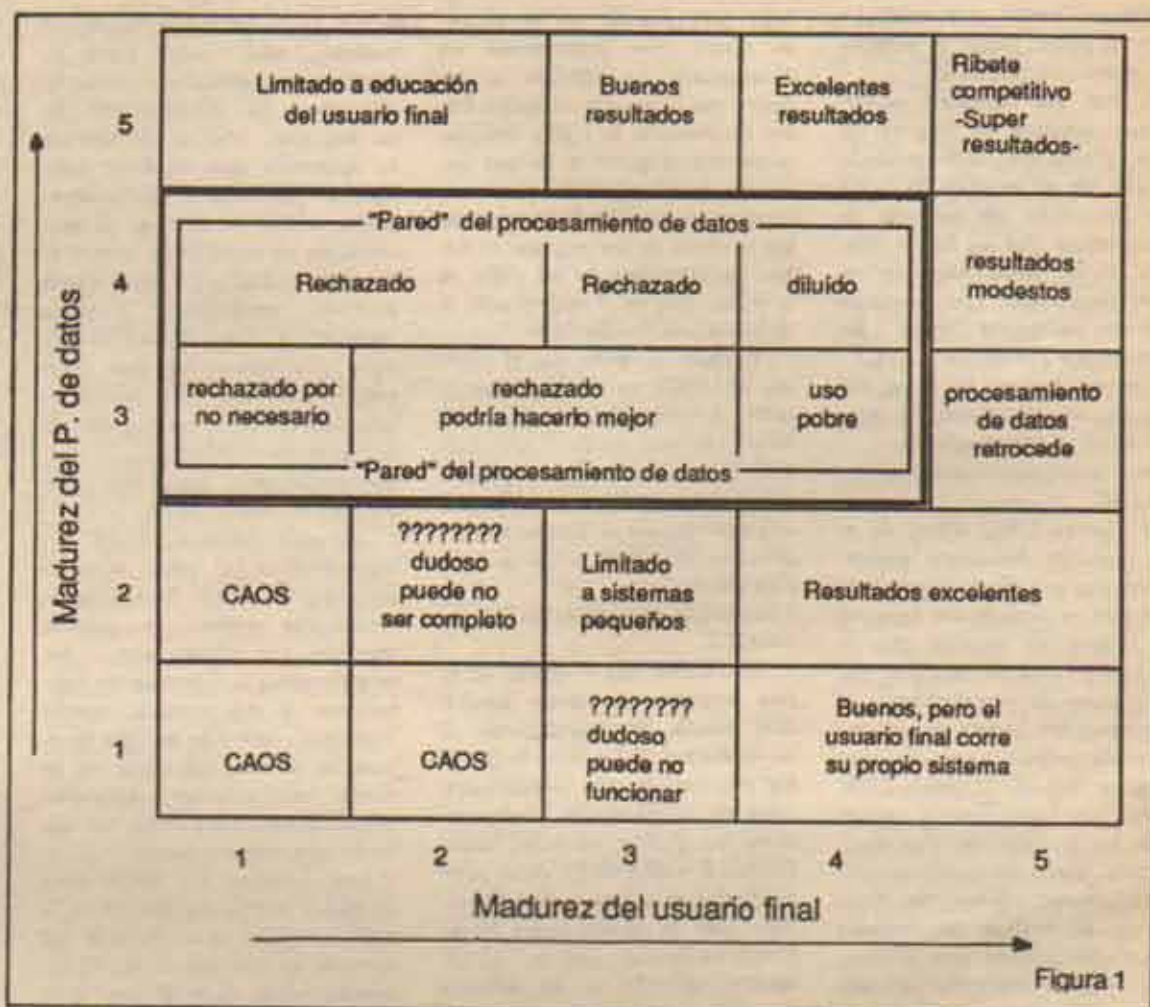 Limitado a educación
del usuario final
Buenos
resultados
Excelentes
resultados
Ribete
competitivo
-Super
resultados-
5
"Pared" del procesamiento de datos
4
Rechazado
Rechazado
diluído
resultados
modestos
3
rechazado por
no necesario
rechazado
podría hacerlo mejor
uso
pobre
procesamiento
de datos
retrocede
"Pared" del procesamiento de datos
2
CAOS
????????
dudoso
puede no
ser completo
Limitado
a sistemas
pequeños
Resultados excelentes
1
CAOS
CAOS
????????
dudoso
puede no
funcionar
Buenos, pero el
usuario final corre
su propio sistema
Madurez del P. de datos
1 2 3 4 5
Madurez del usuario final
Figura 1